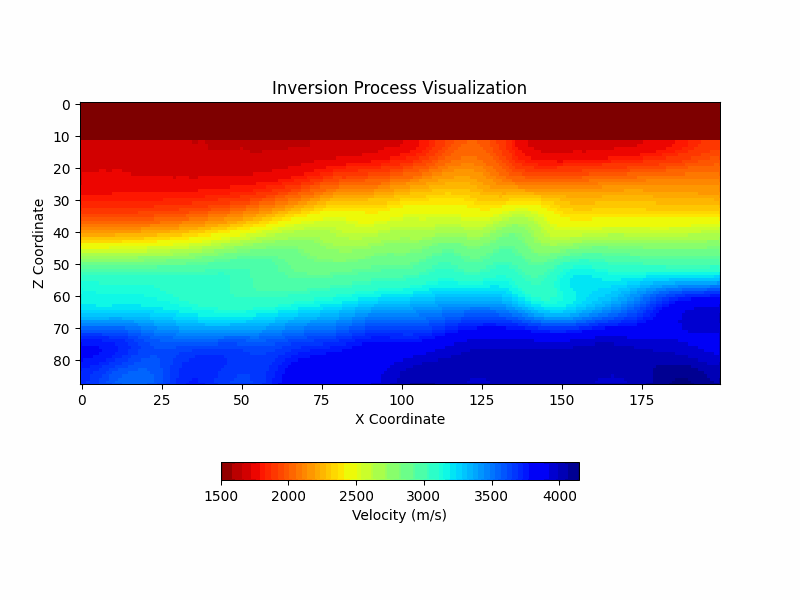 Inversion Process Visualization
0
10
20
30
40
50
60
70
80
Z Coordinate
0 25 50 75 100 125 150 175
X Coordinate
1500 2000 2500 3000 3500 4000
Velocity (m/s)